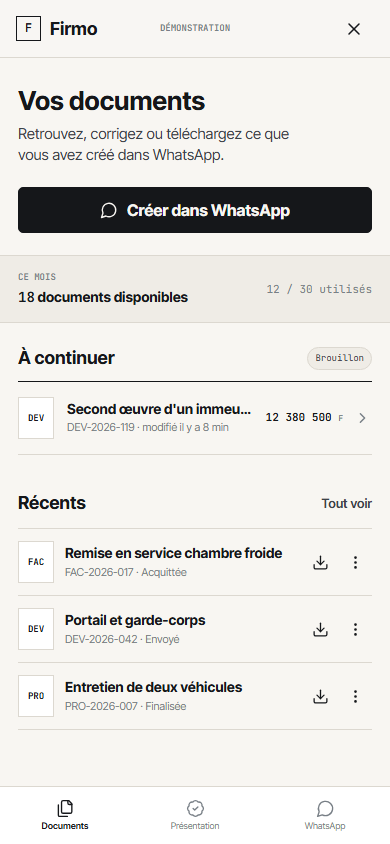 F Firmo DÉMONSTRATION
Vos documents
Retrouvez, corrigez ou téléchargez ce que
vous avez créé dans WhatsApp.
Créer dans WhatsApp
CE MOIS
18 documents disponibles
12 / 30 utilisés
À continuer
Brouillon
DEV
Second œuvre d'un immeu...
DEV-2026-119 · modifié il y a 8 min
12 380 500 F
Récents
Tout voir
FAC
Remise en service chambre froide
FAC-2026-017 · Acquittée
DEV
Portail et garde-corps
DEV-2026-042 · Envoyé
PRO
Entretien de deux véhicules
PRO-2026-007 · Finalisée
Documents
Présentation
WhatsApp